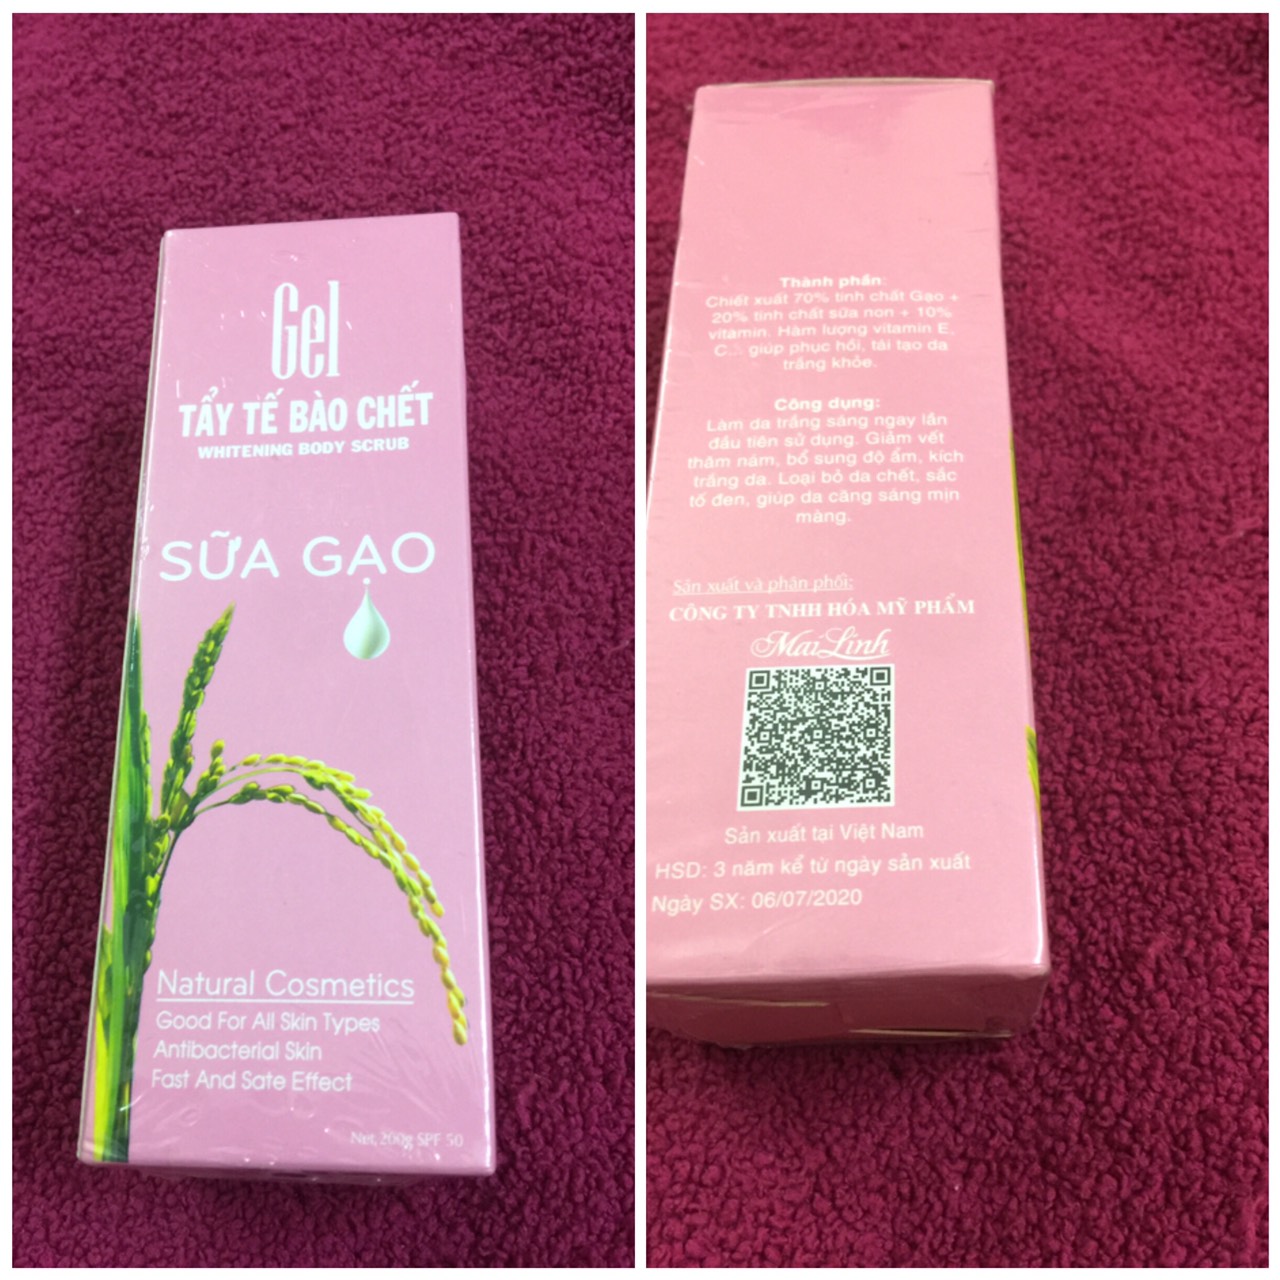 Gel
TẨY TẾ BÀO CHẾT
WHITENING BODY SCRUB
SỮA GẠO
Natural Cosmetics
Good For All Skin Types
Antibacterial Skin
Fast And Sate Effect
Net, 200g SPF 50
Thành phần:
Chiết xuất 70% tinh chất Gạo +
20% tinh chất sữa non + 10%
vitamin. Hàm lượng vitamin E,
C... giúp phục hồi, tái tạo da
trắng khỏe.
Công dụng:
Làm da trắng sáng ngay lần
đầu tiên sử dụng. Giảm vết
thâm nám, bổ sung độ ẩm, kích
trắng da. Loại bỏ da chết, sắc
tố đen, giúp da căng sáng mịn
màng.
Sản xuất và phân phối:
CÔNG TY TNHH HÓA MỸ PHẨM
Mai Linh
Sản xuất tại Việt Nam
HSD: 3 năm kể từ ngày sản xuất
Ngày SX: 06/07/2020